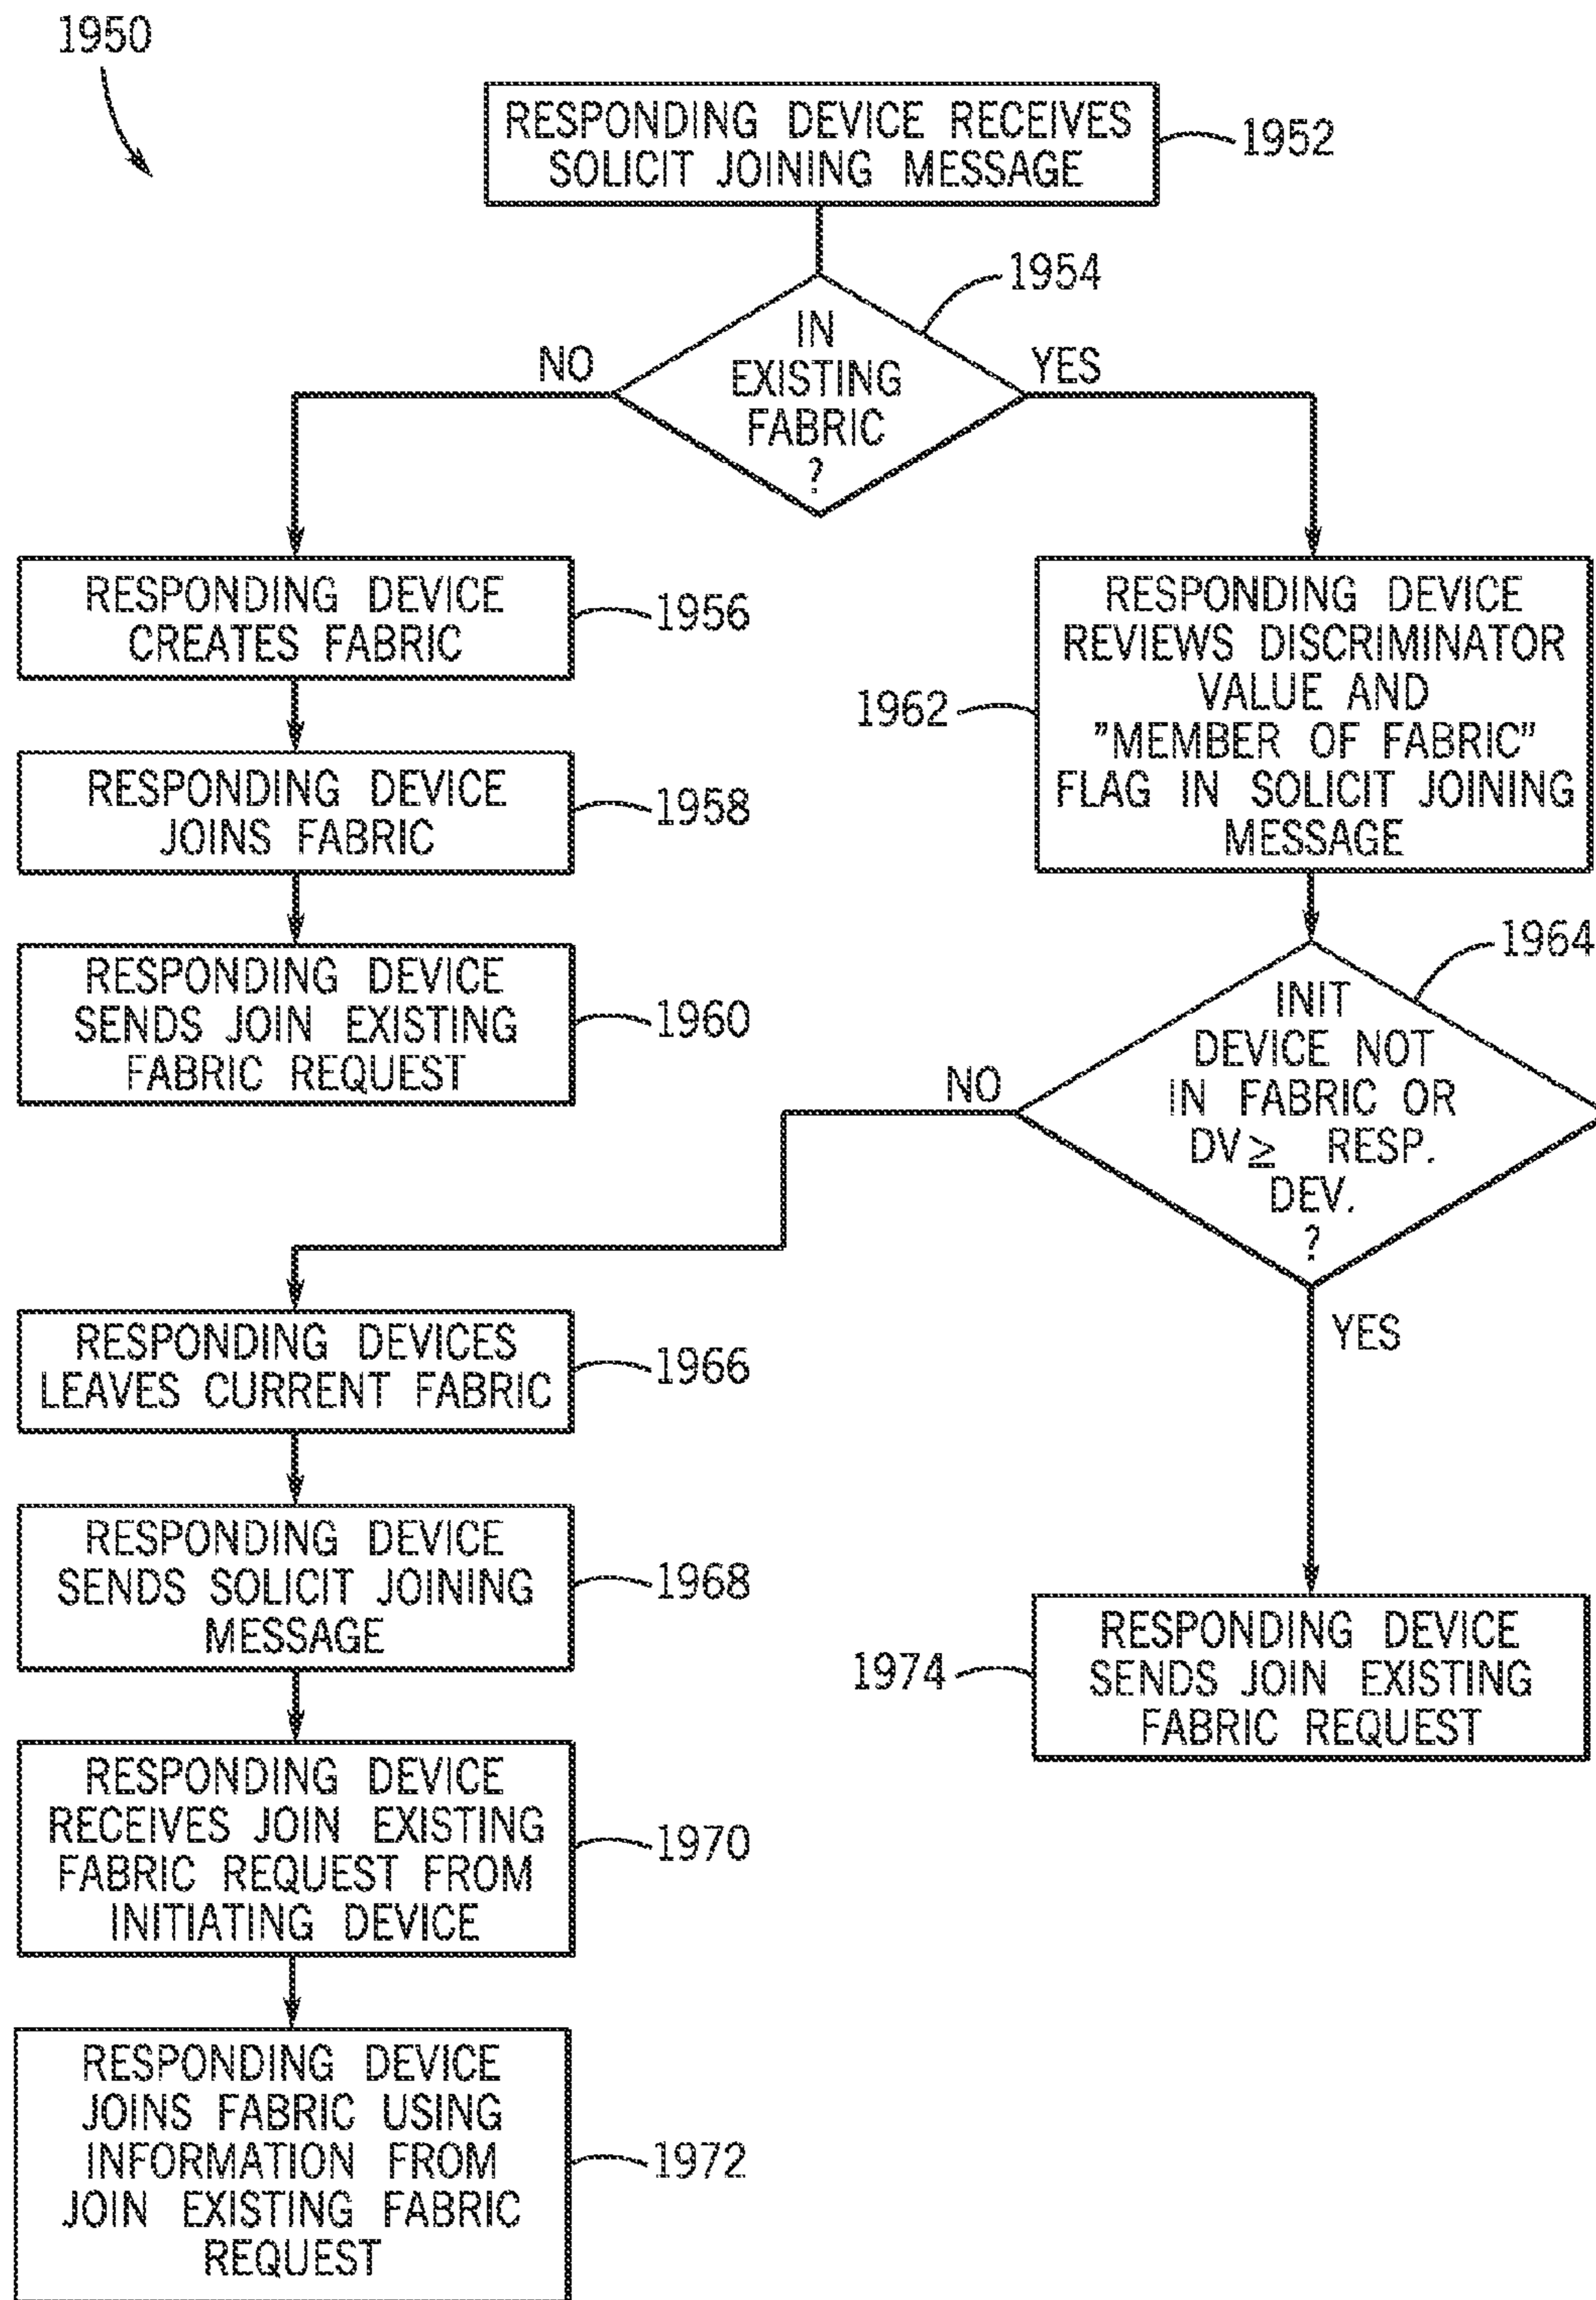 1950
RESPONDING DEVICE RECEIVES
SOLICIT JOINING MESSAGE
1952
1954
IN
EXISTING
FABRIC
?
NO
YES
RESPONDING DEVICE
CREATES FABRIC
1956
RESPONDING DEVICE
JOINS FABRIC
1958
RESPONDING DEVICE
SENDS JOIN EXISTING
FABRIC REQUEST
1960
RESPONDING DEVICE
REVIEWS DISCRIMINATOR
VALUE AND
"MEMBER OF FABRIC"
FLAG IN SOLICIT JOINING
MESSAGE
1962
1964
INIT
DEVICE NOT
IN FABRIC OR
DV ≥ RESP.
DEV.
?
NO
YES
RESPONDING DEVICES
LEAVES CURRENT FABRIC
1966
RESPONDING DEVICE
SENDS SOLICIT JOINING
MESSAGE
1968
RESPONDING DEVICE
RECEIVES JOIN EXISTING
FABRIC REQUEST FROM
INITIATING DEVICE
1970
RESPONDING DEVICE
JOINS FABRIC USING
INFORMATION FROM
JOIN EXISTING FABRIC
REQUEST
1972
1974
RESPONDING DEVICE
SENDS JOIN EXISTING
FABRIC REQUEST